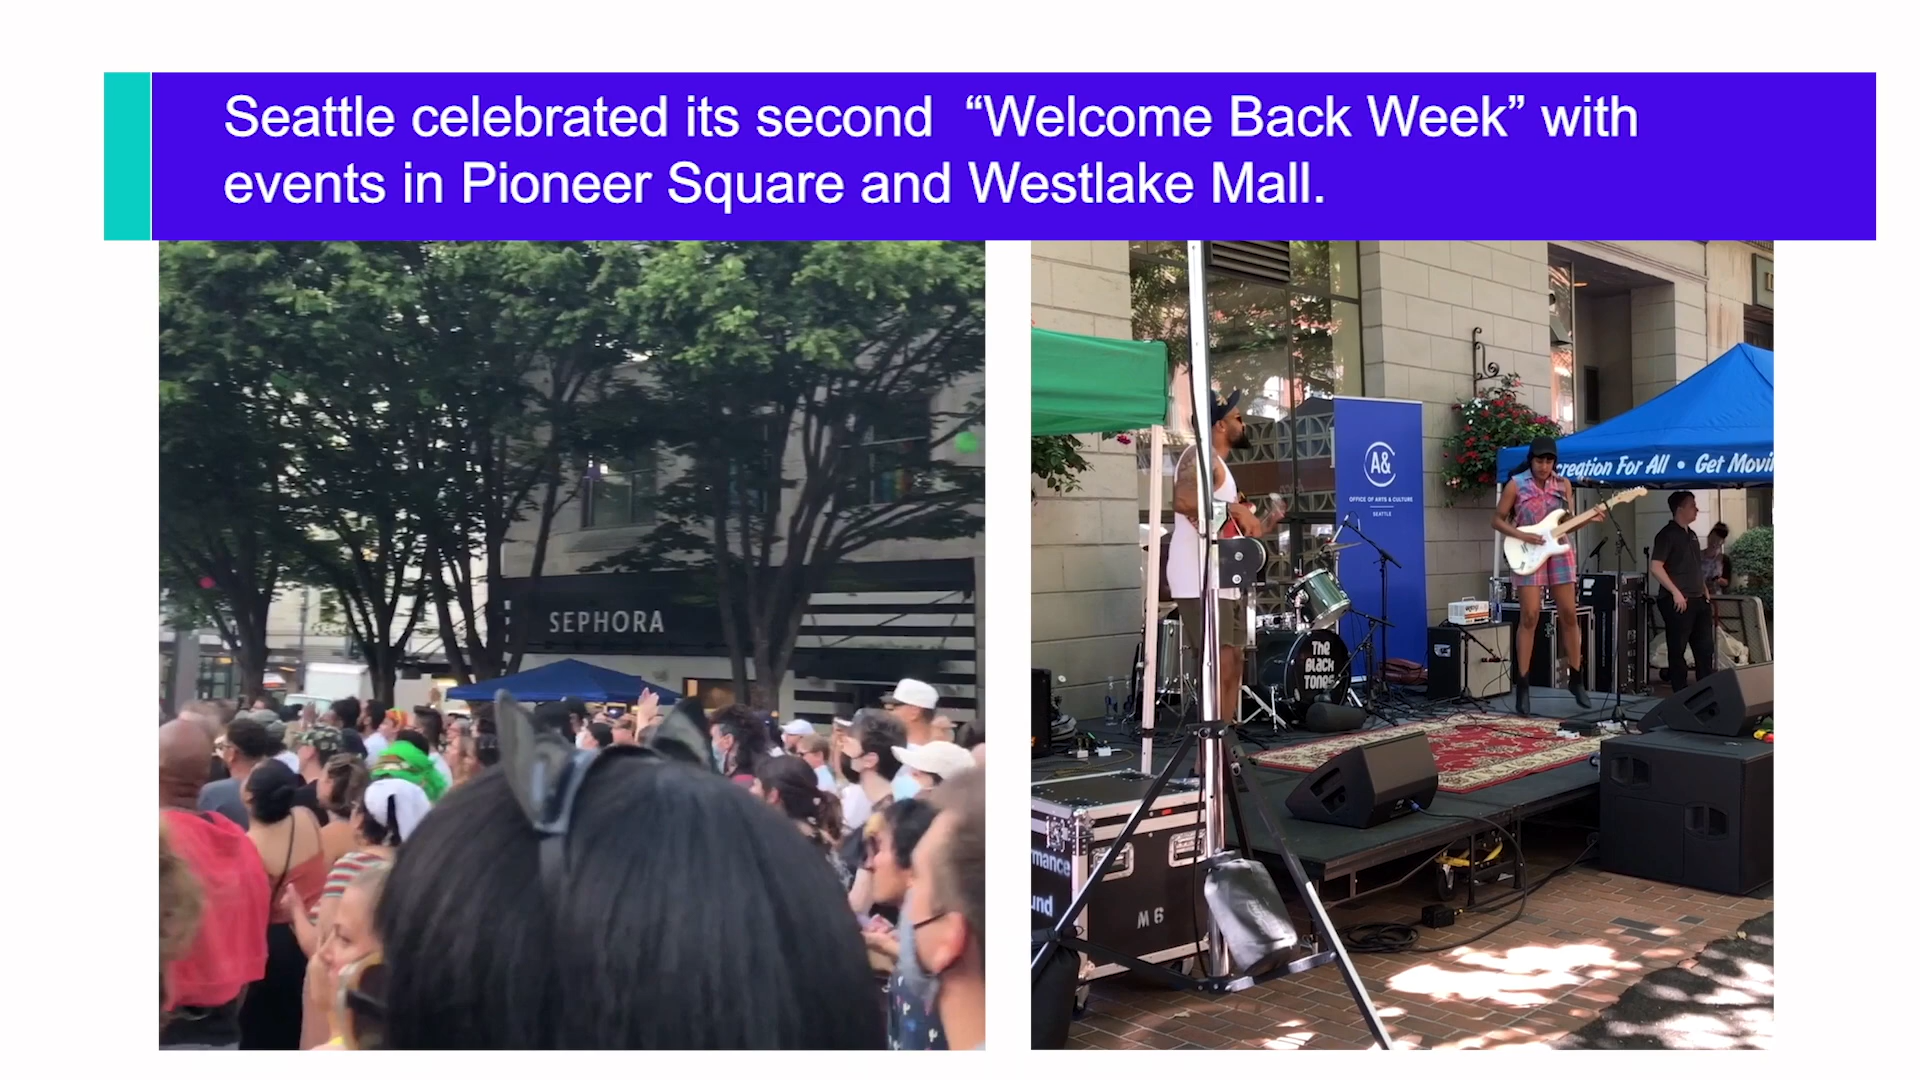 Seattle celebrated its second  “Welcome Back Week” with
events in Pioneer Square and Westlake Mall.
SEPHORA
A&
OFFICE OF ARTS & CULTURE
SEATTLE
creation For All • Get Movi
THE
BLACK
TONES
mance
und
M 6